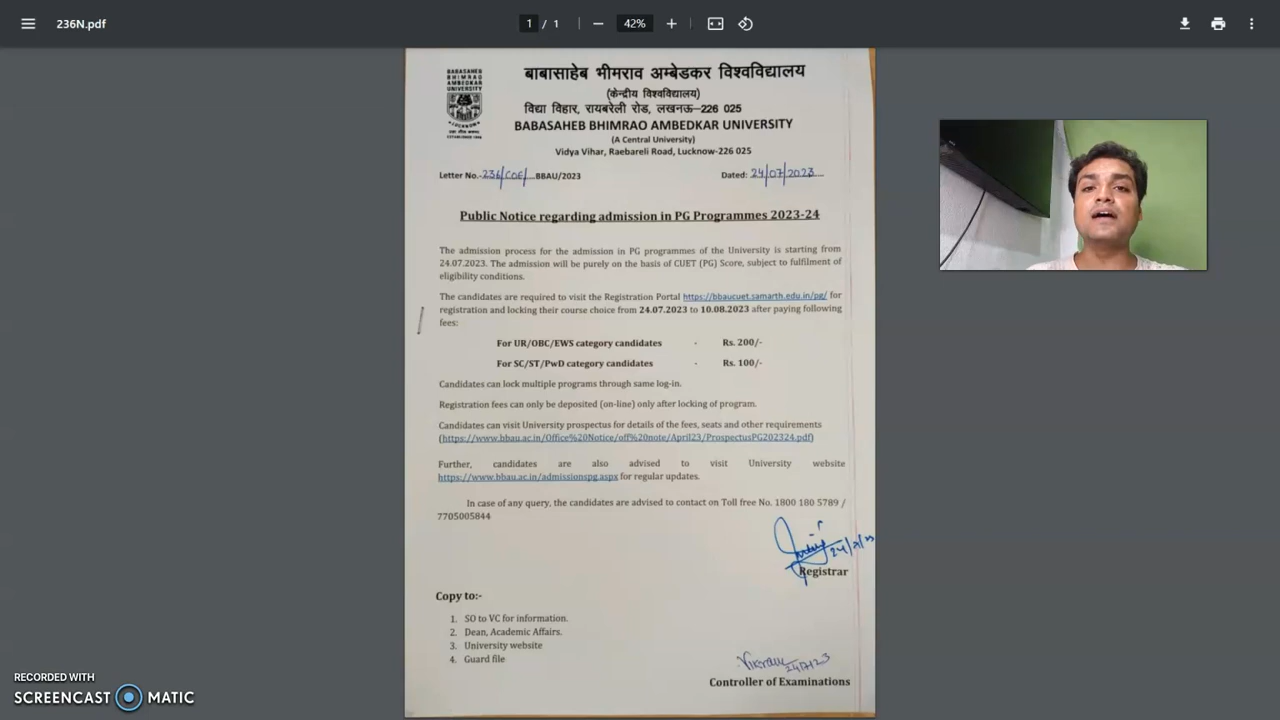 236N.pdf
1 / 1
42%
BABASAHEB
BHIMRAO
AMBEDKAR
UNIVERSITY
LUCKNOW
बाबासाहेब भीमराव अम्बेडकर विश्वविद्यालय
(केन्द्रीय विश्वविद्यालय)
विद्या विहार, रायबरेली रोड, लखनऊ-226 025
BABASAHEB BHIMRAO AMBEDKAR UNIVERSITY
(A Central University)
Vidya Vihar, Raebareli Road, Lucknow-226 025
Letter No.-236/COE/...BBAU/2023 Dated: 24/07/2023
Public Notice regarding admission in PG Programmes 2023-24
The admission process for the admission in PG programmes of the University is starting from
24.07.2023. The admission will be purely on the basis of CUET (PG) Score, subject to fulfilment of
eligibility conditions.
The candidates are required to visit the Registration Portal https://bbaucuet.samarth.edu.in/pg/ for
registration and locking their course choice from 24.07.2023 to 10.08.2023 after paying following
fees:
For UR/OBC/EWS category candidates - Rs. 200/-
For SC/ST/PwD category candidates - Rs. 100/-
Candidates can lock multiple programs through same log-in.
Registration fees can only be deposited (on-line) only after locking of program.
Candidates can visit University prospectus for details of the fees, seats and other requirements
(https://www.bbau.ac.in/Office%20Notice/off%20note/April23/ProspectusPG202324.pdf)
Further, candidates are also advised to visit University website
https://www.bbau.ac.in/admissionspg.aspx for regular updates.
In case of any query, the candidates are advised to contact on Toll free No. 1800 180 5789 /
7705005844
Registrar
Copy to:-
1. SO to VC for information.
2. Dean, Academic Affairs.
3. University website
4. Guard file
Vikram
24/7/23
Controller of Examinations
RECORDED WITH
SCREENCAST MATIC